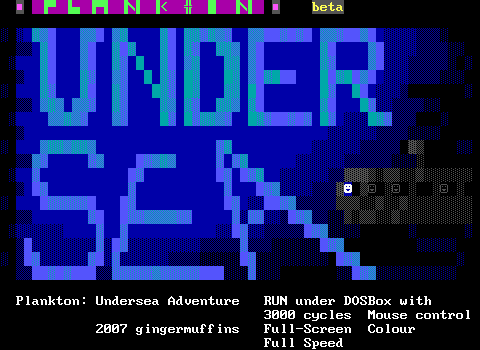 PLANKTON beta
UNDER
SEA
Plankton: Undersea Adventure RUN under DOSBox with
3000 cycles Mouse control
2007 gingermuffins Full-Screen Colour
Full Speed